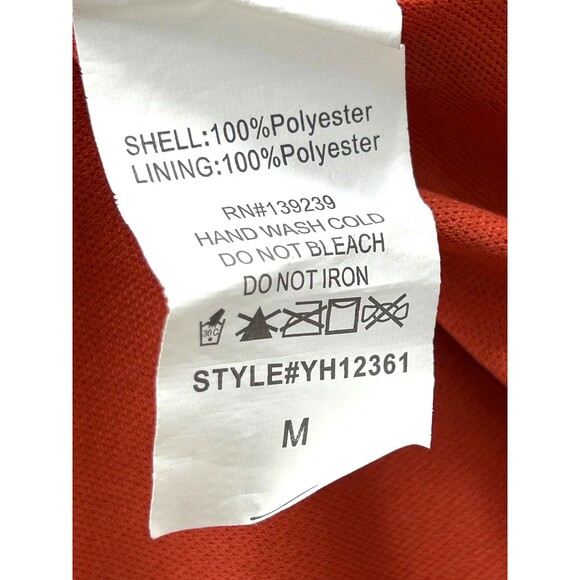 SHELL:100%Polyester
LINING:100%Polyester
RN#139239
HAND WASH COLD
DO NOT BLEACH
DO NOT IRON
30C
STYLE#YH12361
M